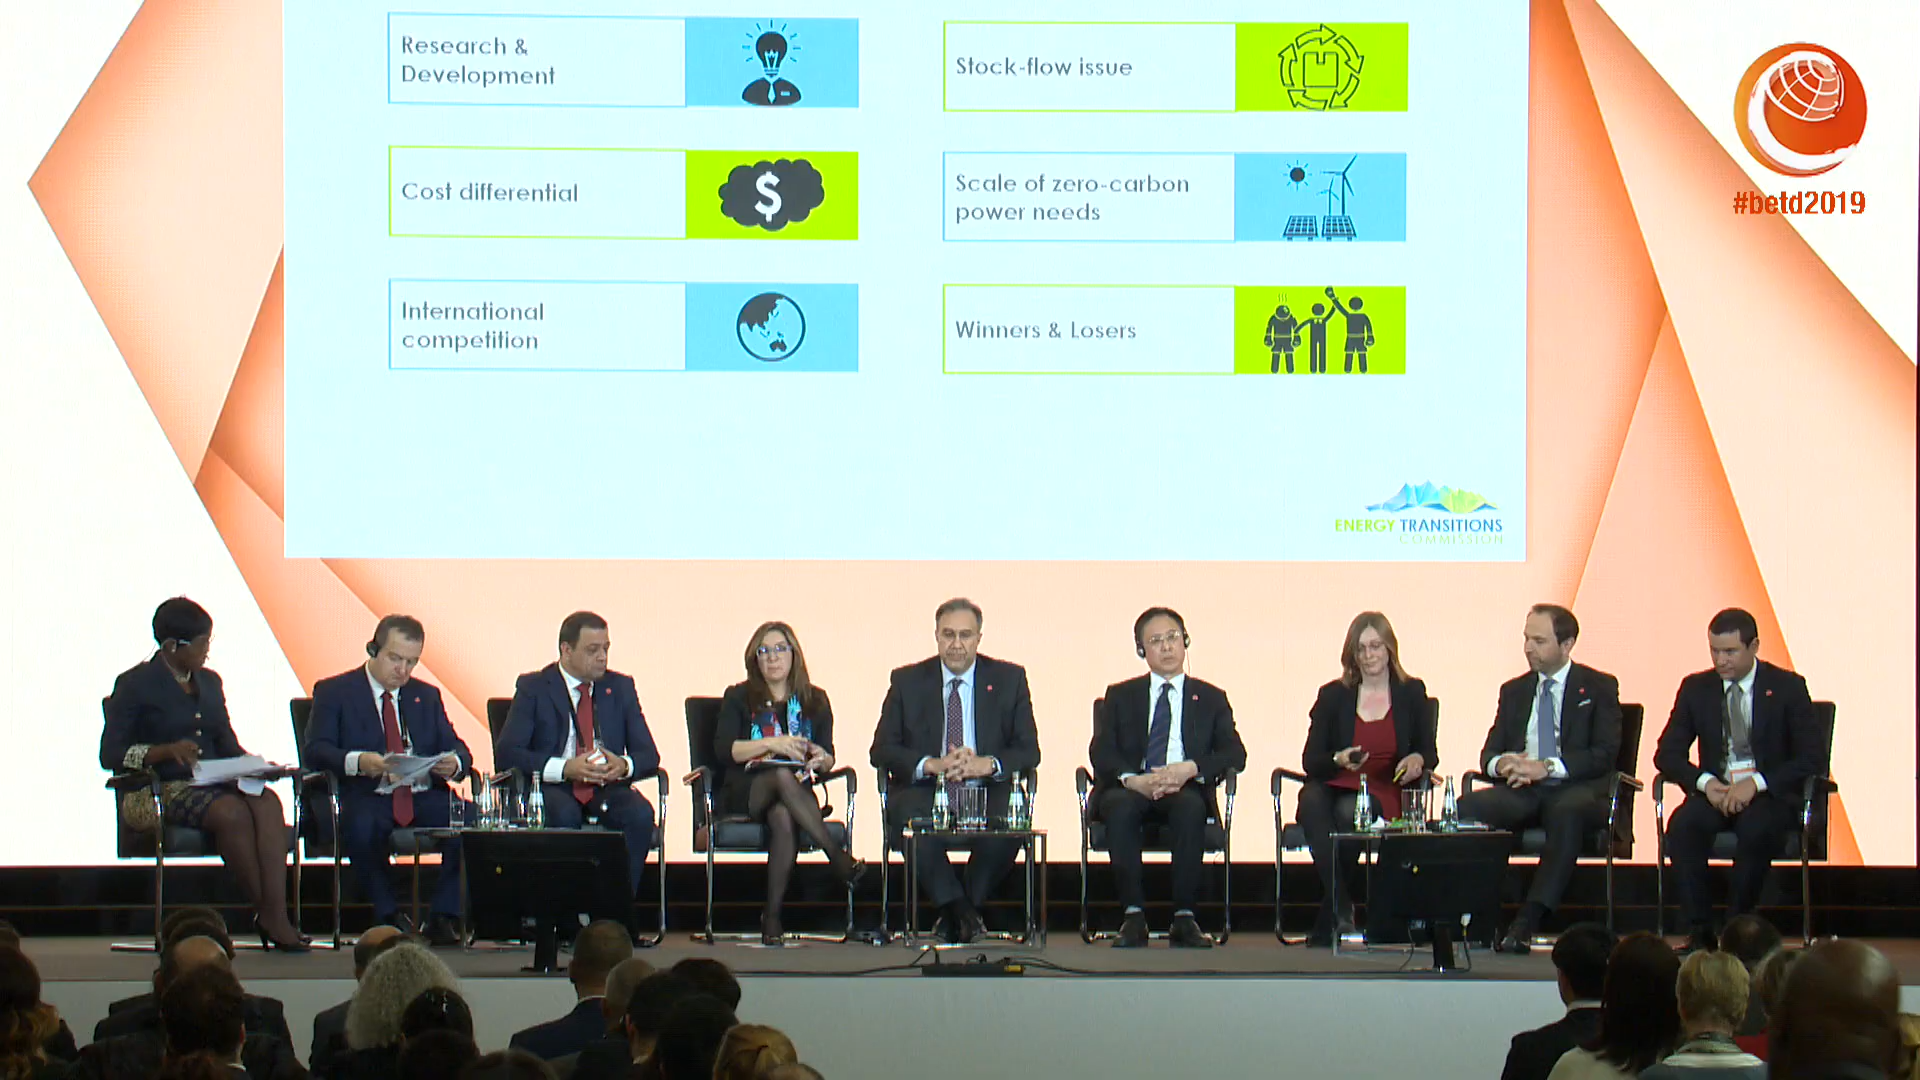 Research &
Development
Cost differential
International
competition
Stock-flow issue
Scale of zero-carbon
power needs
Winners & Losers
$
ENERGY TRANSITIONS
COMMISSION
#betd2019